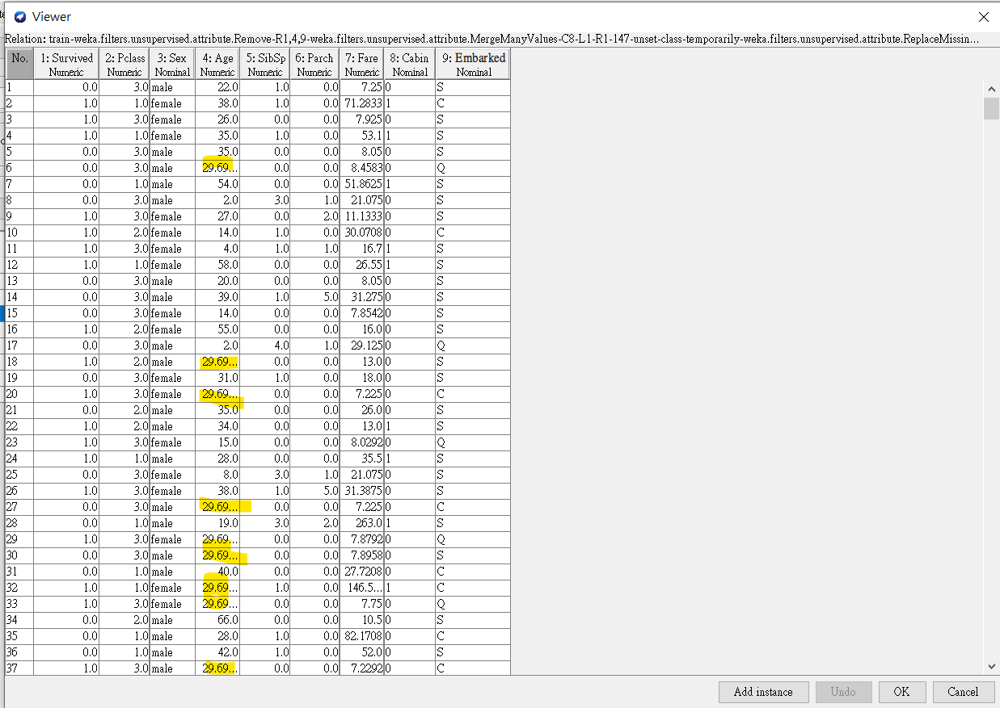 Viewer
Relation: train-weka.filters.unsupervised.attribute.Remove-R1,4,9-weka.filters.unsupervised.attribute.MergeManyValues-C8-L1-R1-147-unset-class-temporarily-weka.filters.unsupervised.attribute.ReplaceMissin...
No. 1: Survived 2: Pclass 3: Sex 4: Age 5: SibSp 6: Parch 7: Fare 8: Cabin 9: Embarked
Numeric Numeric Nominal Numeric Numeric Numeric Numeric Nominal Nominal
1 0.0 3.0 male 22.0 1.0 0.0 7.25 0 S
2 1.0 1.0 female 38.0 1.0 0.0 71.2833 1 C
3 1.0 3.0 female 26.0 0.0 0.0 7.925 0 S
4 1.0 1.0 female 35.0 1.0 0.0 53.1 1 S
5 0.0 3.0 male 35.0 0.0 0.0 8.05 0 S
6 0.0 3.0 male 29.69... 0.0 0.0 8.4583 0 Q
7 0.0 1.0 male 54.0 0.0 0.0 51.8625 1 S
8 0.0 3.0 male 2.0 3.0 1.0 21.075 0 S
9 1.0 3.0 female 27.0 0.0 2.0 11.1333 0 S
10 1.0 2.0 female 14.0 1.0 0.0 30.0708 0 C
11 1.0 3.0 female 4.0 1.0 1.0 16.7 1 S
12 1.0 1.0 female 58.0 0.0 0.0 26.55 1 S
13 0.0 3.0 male 20.0 0.0 0.0 8.05 0 S
14 0.0 3.0 male 39.0 1.0 5.0 31.275 0 S
15 0.0 3.0 female 14.0 0.0 0.0 7.8542 0 S
16 1.0 2.0 female 55.0 0.0 0.0 16.0 0 S
17 0.0 3.0 male 2.0 4.0 1.0 29.125 0 Q
18 1.0 2.0 male 29.69... 0.0 0.0 13.0 0 S
19 0.0 3.0 female 31.0 1.0 0.0 18.0 0 S
20 1.0 3.0 female 29.69... 0.0 0.0 7.225 0 C
21 0.0 2.0 male 35.0 0.0 0.0 26.0 0 S
22 1.0 2.0 male 34.0 0.0 0.0 13.0 1 S
23 1.0 3.0 female 15.0 0.0 0.0 8.0292 0 Q
24 1.0 1.0 male 28.0 0.0 0.0 35.5 1 S
25 0.0 3.0 female 8.0 3.0 1.0 21.075 0 S
26 1.0 3.0 female 38.0 1.0 5.0 31.3875 0 S
27 0.0 3.0 male 29.69... 0.0 0.0 7.225 0 C
28 0.0 1.0 male 19.0 3.0 2.0 263.0 1 S
29 1.0 3.0 female 29.69... 0.0 0.0 7.8792 0 Q
30 0.0 3.0 male 29.69... 0.0 0.0 7.8958 0 S
31 0.0 1.0 male 40.0 0.0 0.0 27.7208 0 C
32 1.0 1.0 female 29.69... 1.0 0.0 146.5... 1 C
33 1.0 3.0 female 29.69... 0.0 0.0 7.75 0 Q
34 0.0 2.0 male 66.0 0.0 0.0 10.5 0 S
35 0.0 1.0 male 28.0 1.0 0.0 82.1708 0 C
36 0.0 1.0 male 42.0 1.0 0.0 52.0 0 S
37 1.0 3.0 male 29.69... 0.0 0.0 7.2292 0 C
Add instance Undo OK Cancel